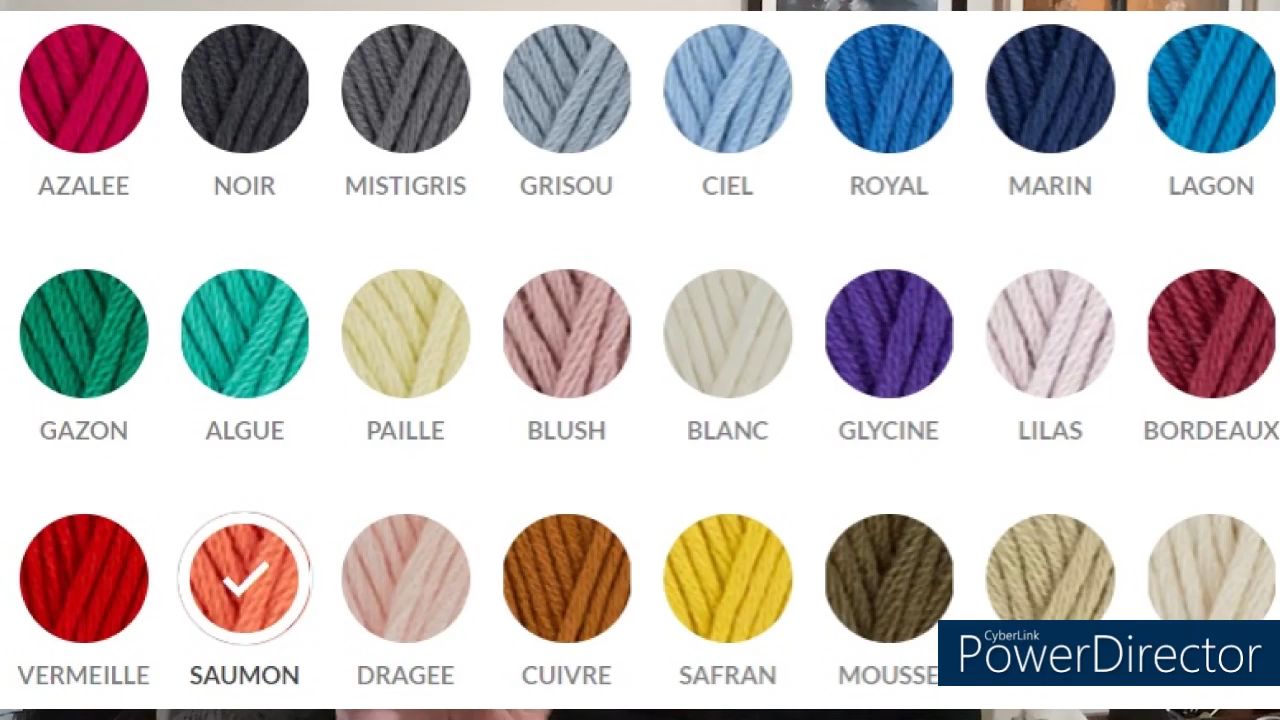 AZALEE NOIR MISTIGRIS GRISOU CIEL ROYAL MARIN LAGON
GAZON ALGUE PAILLE BLUSH BLANC GLYCINE LILAS BORDEAUX
VERMEILLE SAUMON DRAGEE CUIVRE SAFRAN MOUSSE
CyberLink
PowerDirector